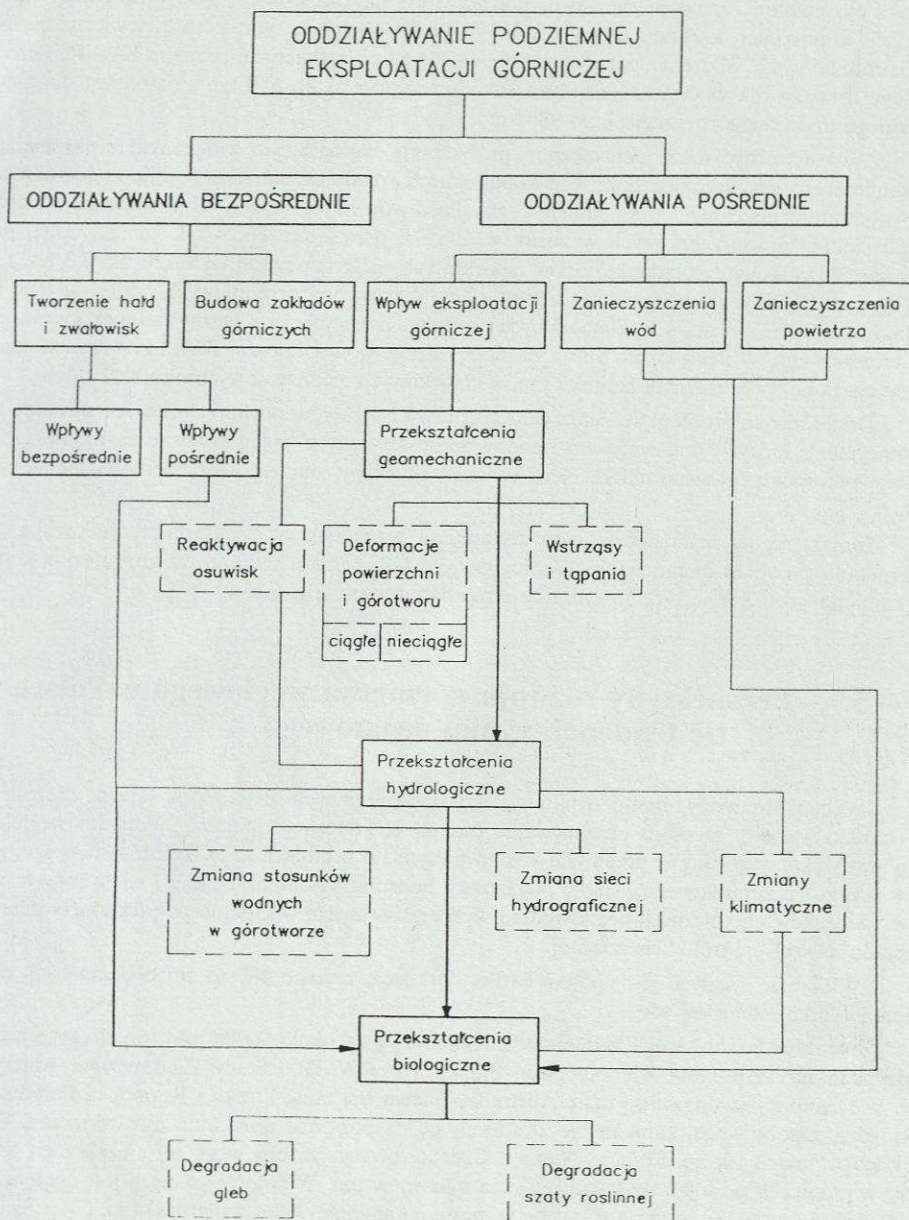 ODDZIAŁYWANIE PODZIEMNEJ
EKSPLOATACJI GÓRNICZEJ
ODDZIAŁYWANIA BEZPOŚREDNIE
ODDZIAŁYWANIA POŚREDNIE
Tworzenie hałd
i zwałowisk
Budowa zakładów
górniczych
Wpływ eksploatacji
górniczej
Zanieczyszczenia
wód
Zanieczyszczenia
powietrza
Wpływy
bezpośrednie
Wpływy
pośrednie
Przekształcenia
geomechaniczne
Reaktywacja
osuwisk
Deformacje
powierzchni
i górotworu
ciągłe
nieciągłe
Wstrząsy
i tąpania
Przekształcenia
hydrologiczne
Zmiana stosunków
wodnych
w górotworze
Zmiana sieci
hydrograficznej
Zmiany
klimatyczne
Przekształcenia
biologiczne
Degradacja
gleb
Degradacja
szaty roślinnej